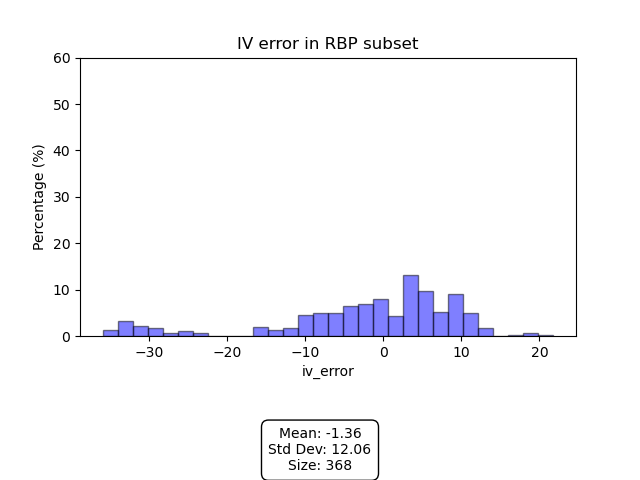 IV error in RBP subset
60
50
40
30
20
10
0
Percentage (%)
−30
−20
−10
0
10
20
iv_error
Mean: -1.36
Std Dev: 12.06
Size: 368